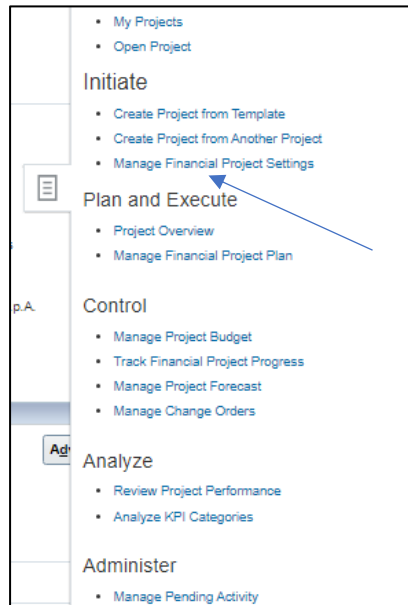 My Projects
Open Project
Initiate
Create Project from Template
Create Project from Another Project
Manage Financial Project Settings
Plan and Execute
Project Overview
Manage Financial Project Plan
p.A.
Control
Manage Project Budget
Track Financial Project Progress
Manage Project Forecast
Manage Change Orders
Adv
Analyze
Review Project Performance
Analyze KPI Categories
Administer
Manage Pending Activity